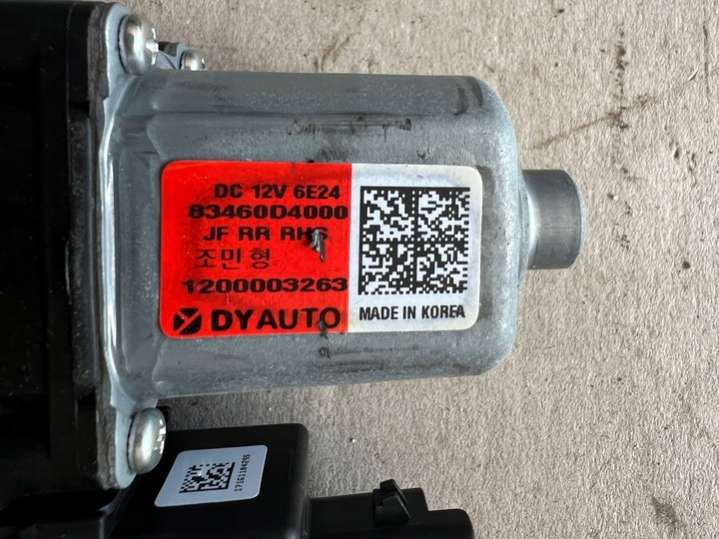 DC 12V 6E24
83460D4000
JF RR RHS
조민형
1200003263
DYAUTO
MADE IN KOREA